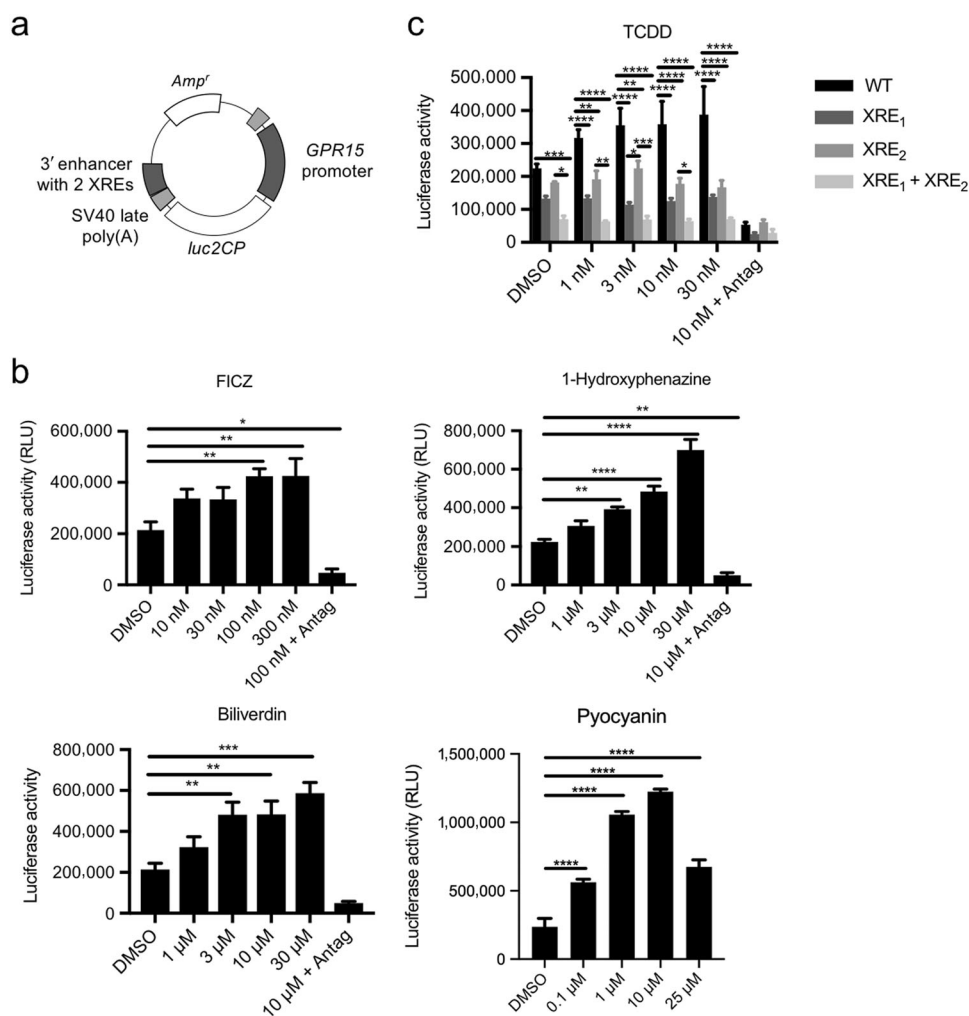 a
Ampʳ
3′ enhancer
with 2 XREs
SV40 late
poly(A)
luc2CP
GPR15
promoter
c
TCDD
Luciferase activity
500,000
400,000
300,000
200,000
100,000
0
*** * **** ** **** ** **** ** **** * *** **** **** **** * **** **** ****
DMSO
1 nM
3 nM
10 nM
30 nM
10 nM + Antag
WT
XRE₁
XRE₂
XRE₁ + XRE₂
b
FICZ
Luciferase activity (RLU)
600,000
400,000
200,000
0
*
**
**
DMSO
10 nM
30 nM
100 nM
300 nM
100 nM + Antag
1-Hydroxyphenazine
Luciferase activity (RLU)
800,000
600,000
400,000
200,000
0
**
****
****
**
DMSO
1 µM
3 µM
10 µM
30 µM
10 µM + Antag
Biliverdin
Luciferase activity
800,000
600,000
400,000
200,000
0
***
**
**
DMSO
1 µM
3 µM
10 µM
30 µM
10 µM + Antag
Pyocyanin
Luciferase activity (RLU)
1,500,000
1,000,000
500,000
0
****
****
****
****
DMSO
0.1 µM
1 µM
10 µM
25 µM